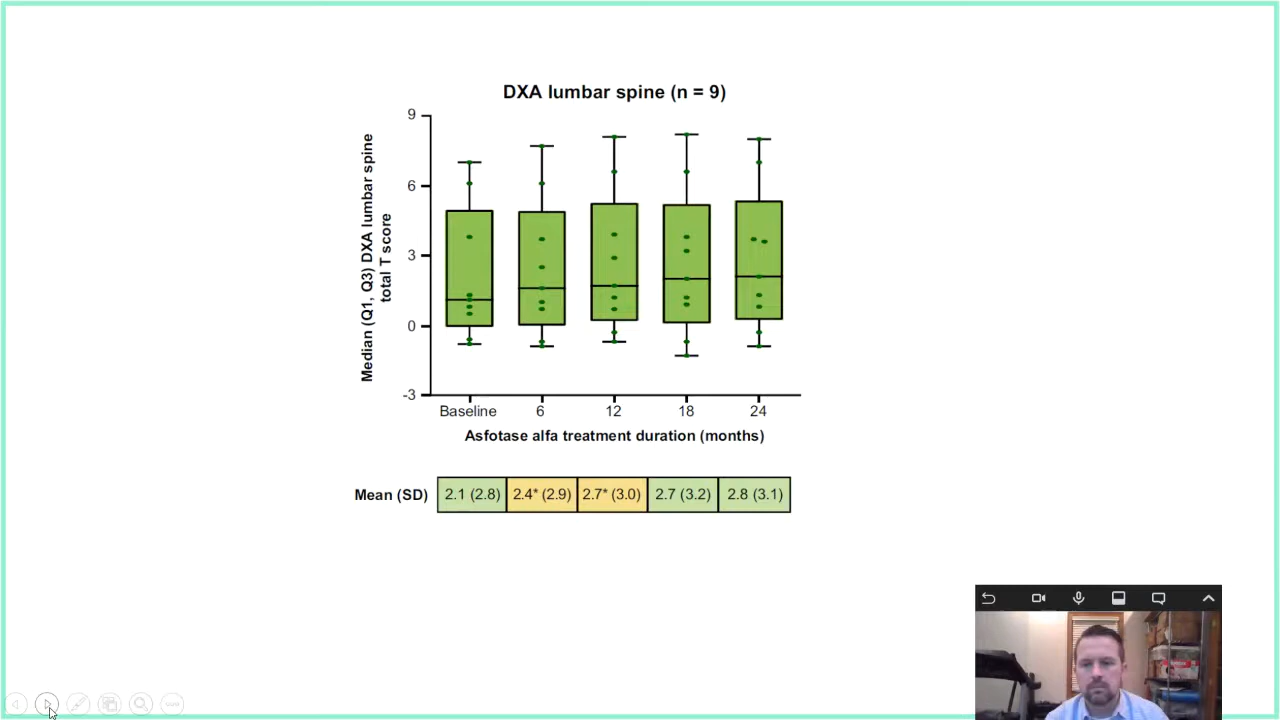 DXA lumbar spine (n = 9)
Median (Q1, Q3) DXA lumbar spine
total T score
9
6
3
0
-3
Baseline 6 12 18 24
Asfotase alfa treatment duration (months)
Mean (SD) 2.1 (2.8) 2.4* (2.9) 2.7* (3.0) 2.7 (3.2) 2.8 (3.1)